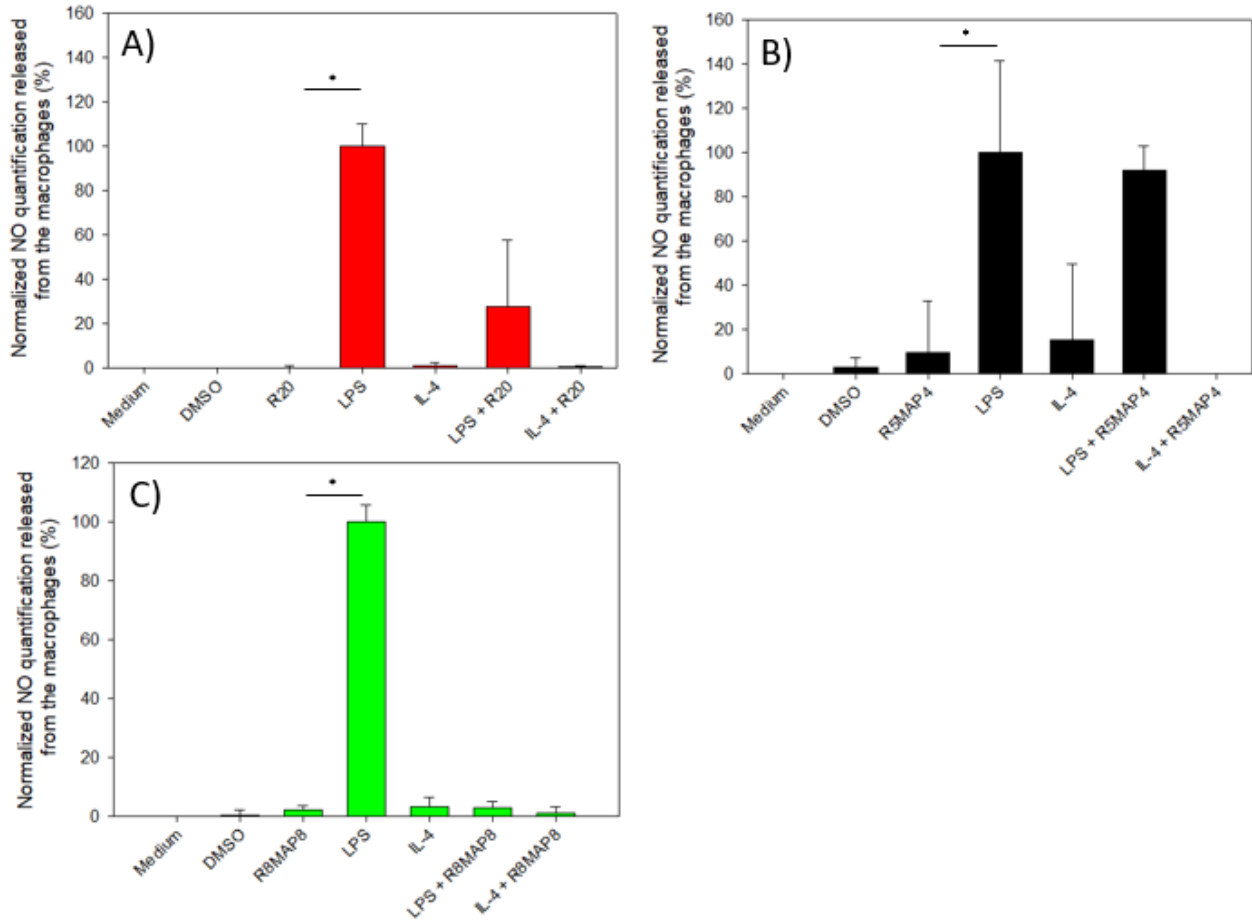 A)
Normalized NO quantification released
from the macrophages (%)
160
140
120
100
80
60
40
20
0
*
Medium
DMSO
R20
LPS
IL-4
LPS + R20
IL-4 + R20
B)
Normalized NO quantification released
from the macrophages (%)
160
140
120
100
80
60
40
20
0
*
Medium
DMSO
R5MAP4
LPS
IL-4
LPS + R5MAP4
IL-4 + R5MAP4
C)
Normalized NO quantification released
from the macrophages (%)
120
100
80
60
40
20
0
*
Medium
DMSO
R8MAP8
LPS
IL-4
LPS + R8MAP8
IL-4 + R8MAP8